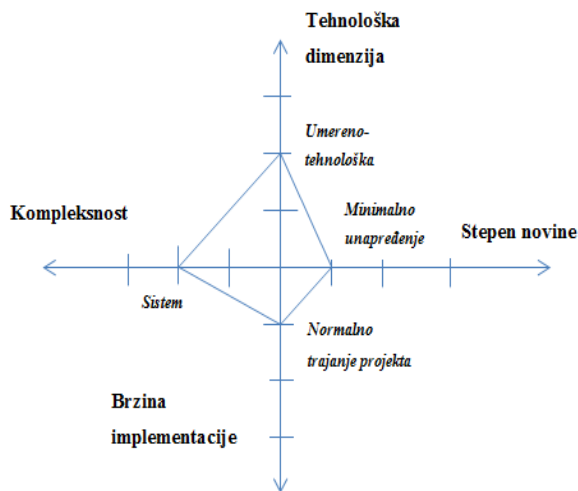 Tehnološka
dimenzija
Umereno-
tehnološka
Kompleksnost
Minimalno
unapređenje
Stepen novine
Sistem
Normalno
trajanje projekta
Brzina
implementacije